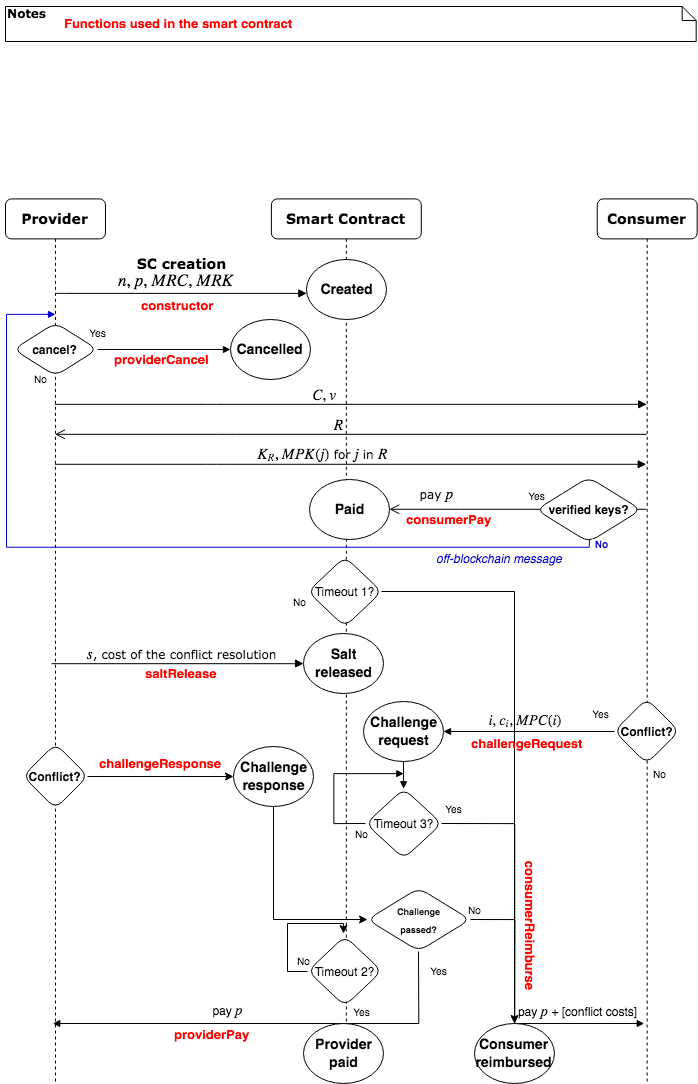 Notes
Functions used in the smart contract
Provider
Smart Contract
Consumer
SC creation
n, p, MRC, MRK
constructor
Created
cancel?
Yes
No
providerCancel
Cancelled
C, v
R
K_R, MPK(j) for j in R
Paid
pay p
consumerPay
Yes
verified keys?
No
off-blockchain message
Timeout 1?
No
s, cost of the conflict resolution
saltRelease
Salt
released
Challenge
request
i, c_i, MPC(i)
challengeRequest
Yes
Conflict?
No
Conflict?
challengeResponse
Challenge
response
Timeout 3?
Yes
No
consumerReimburse
Challenge
passed?
No
Yes
Timeout 2?
No
Yes
pay p
providerPay
Provider
paid
pay p + [conflict costs]
Consumer
reimbursed